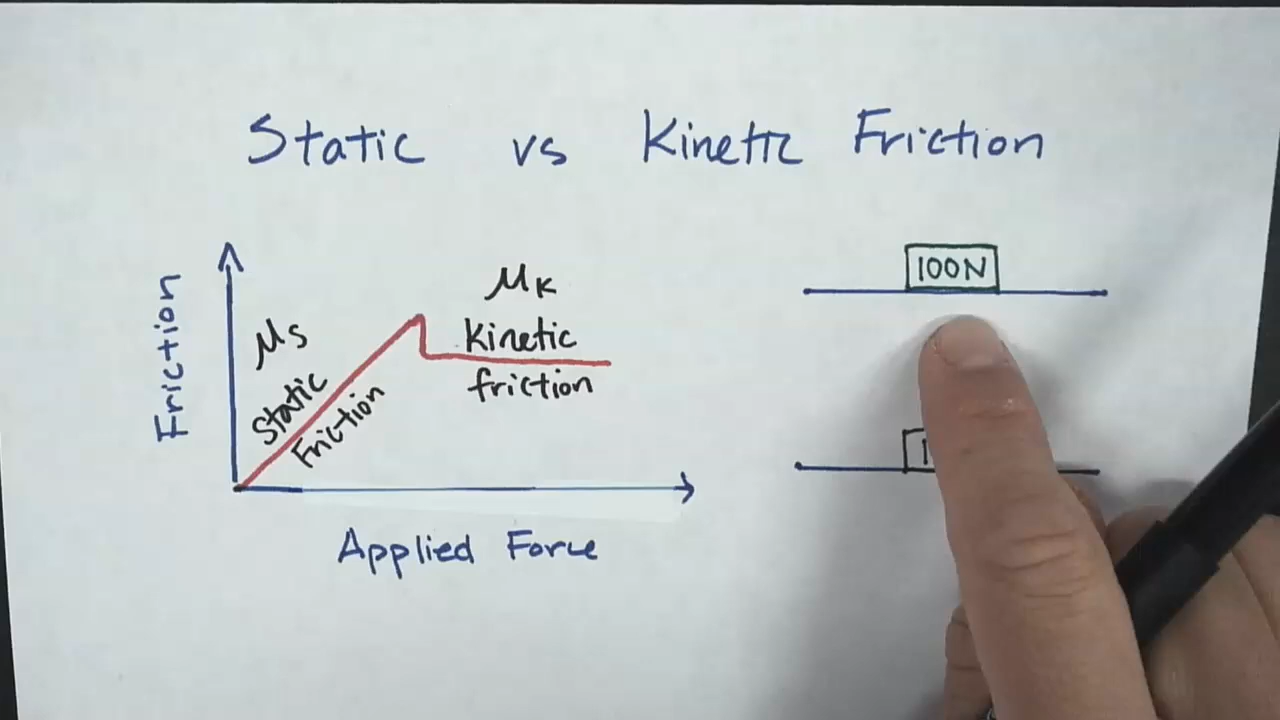 Static vs Kinetic Friction
Friction
μs
Static
Friction
μK
Kinetic
friction
Applied Force
100N